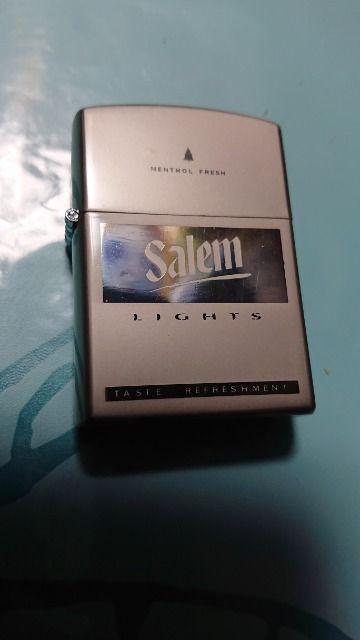 MENTHOL FRESH
Salem
LIGHTS
TASTE REFRESHMENT